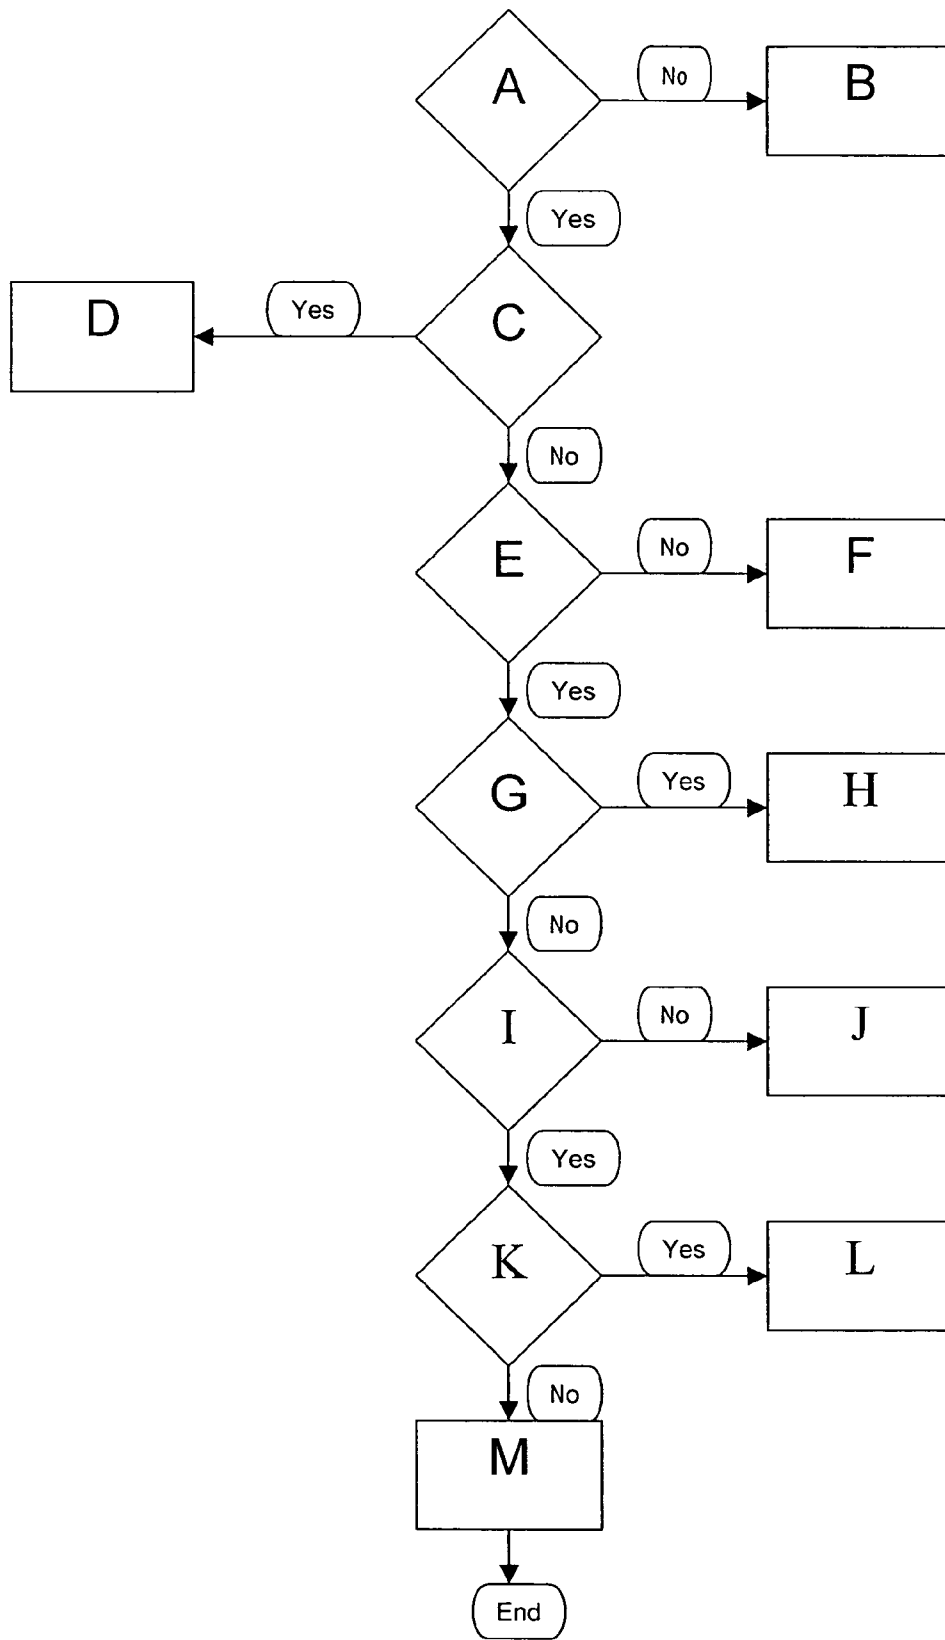 A
No
B
Yes
D
Yes
C
No
E
No
F
Yes
G
Yes
H
No
I
No
J
Yes
K
Yes
L
No
M
End